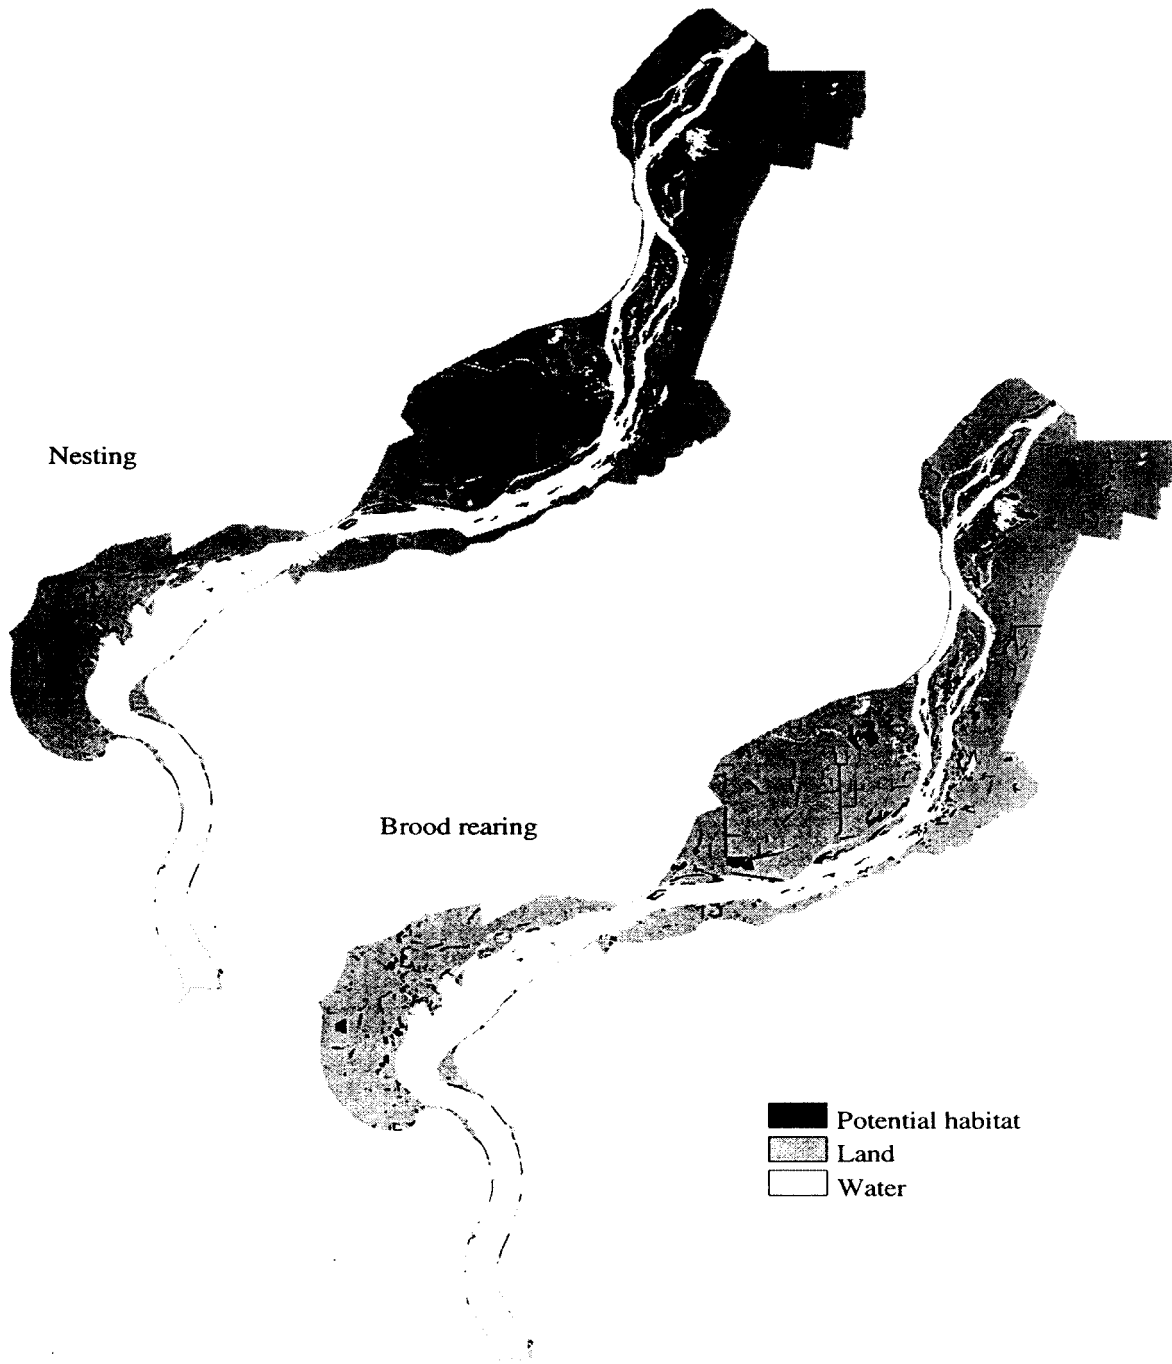 Nesting
Brood rearing
Potential habitat
Land
Water